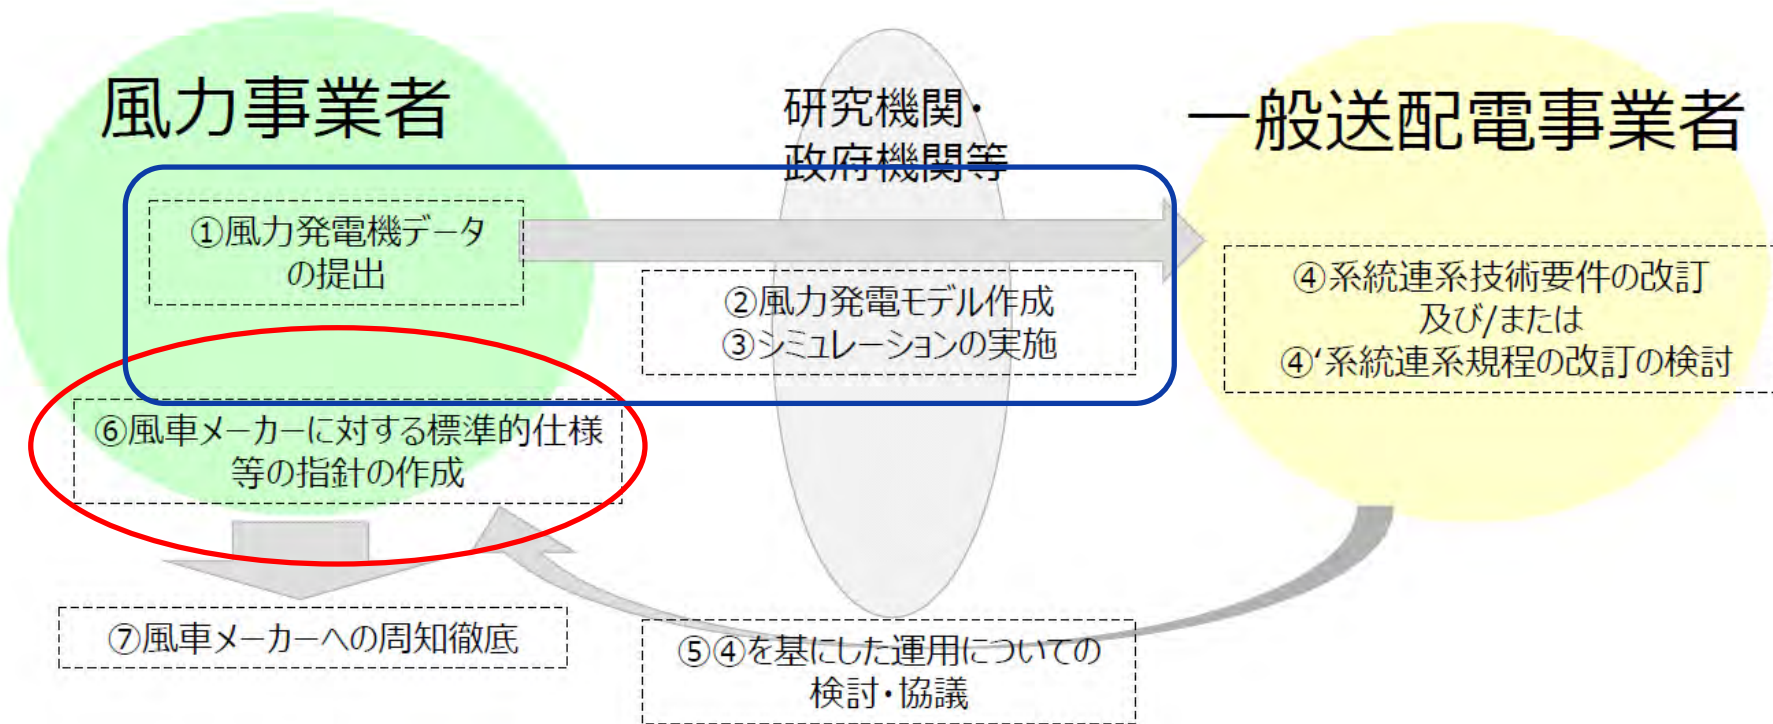 風力事業者
研究機関・
政府機関等
一般送配電事業者
①風力発電機データ
の提出
②風力発電モデル作成
③シミュレーションの実施
④系統連系技術要件の改訂
及び/または
④‘系統連系規程の改訂の検討
⑥風車メーカーに対する標準的仕様
等の指針の作成
⑦風車メーカーへの周知徹底
⑤④を基にした運用についての
検討・協議